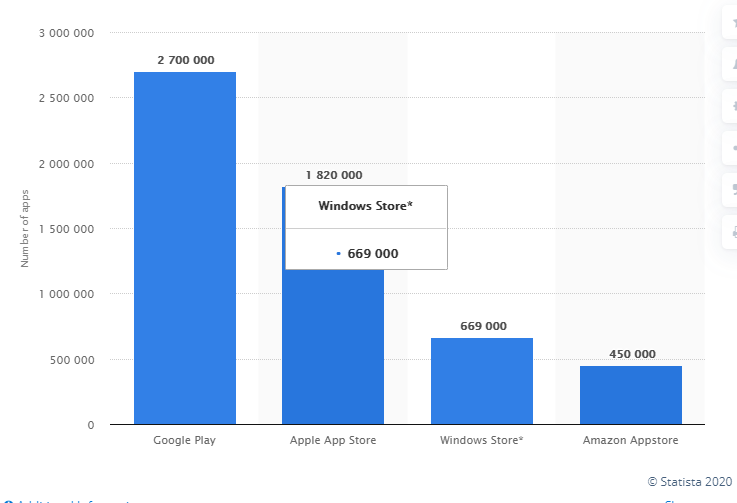 3 000 000
2 700 000
2 500 000
2 000 000
1 820 000
Windows Store*
669 000
Number of apps
1 500 000
1 000 000
669 000
450 000
500 000
0
Google Play
Apple App Store
Windows Store*
Amazon Appstore
© Statista 2020